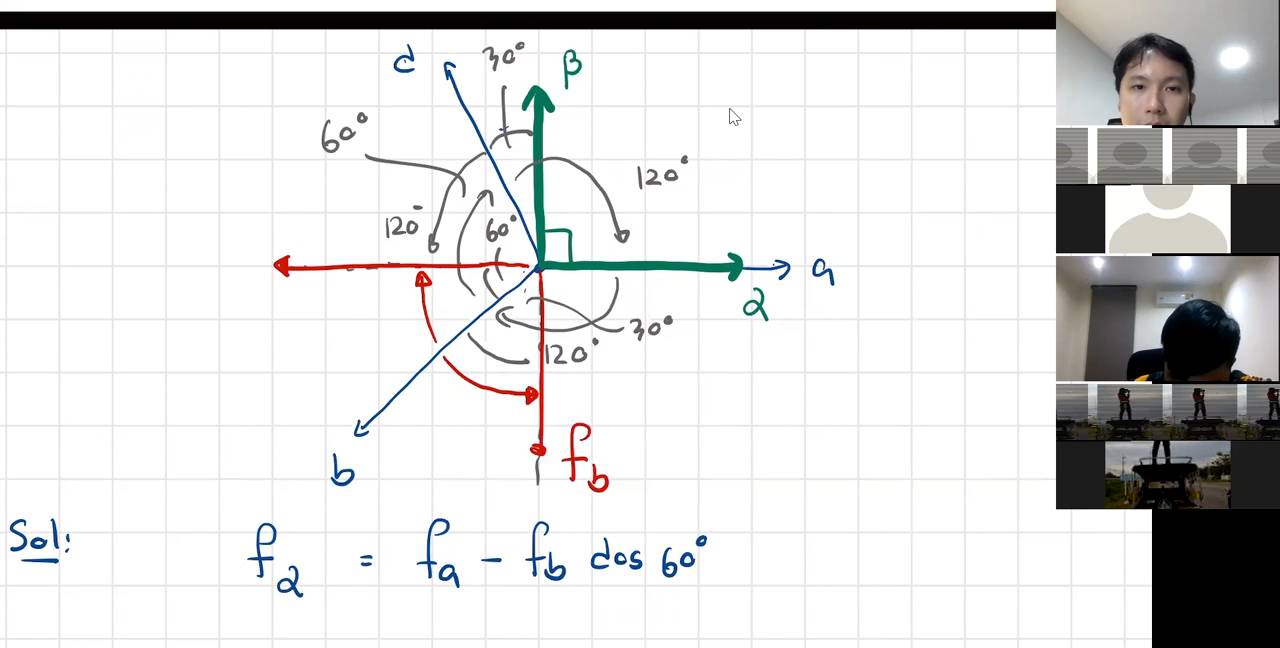 c 30° β
60°
120°
120° 60°
a
α
30°
120°
f_b
b
Sol: f_α = f_a - f_b cos 60°